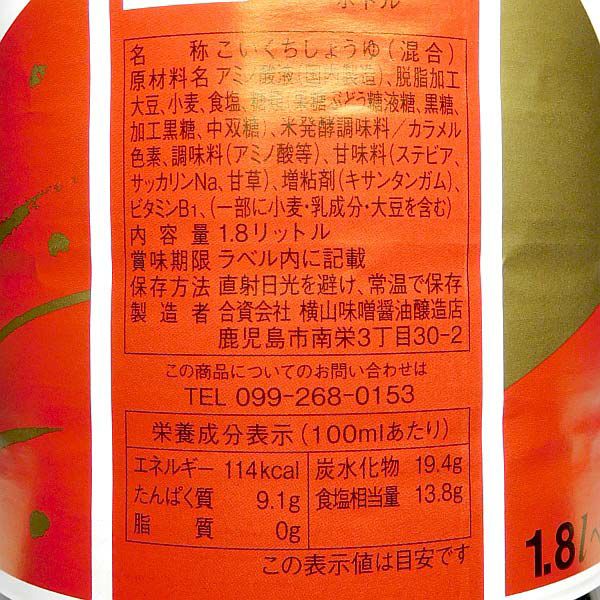 ボトル
名 称 こいくちしょうゆ(混合)
原材料名 アミノ酸液(国内製造)、脱脂加工
大豆、小麦、食塩、糖類(黒糖ぶどう糖液糖、黒糖、
加工黒糖、中双糖)、米発酵調味料/カラメル
色素、調味料(アミノ酸等)、甘味料(ステビア、
サッカリンNa、甘草)、増粘剤(キサンタンガム)、
ビタミンB1、(一部に小麦・乳成分・大豆を含む)
内 容 量 1.8リットル
賞味期限 ラベル内に記載
保存方法 直射日光を避け、常温で保存
製 造 者 合資会社 横山味噌醤油醸造店
鹿児島市南栄3丁目30-2
この商品についてのお問い合わせは
TEL 099-268-0153
栄養成分表示(100mlあたり)
エネルギー 114kcal 炭水化物 19.4g
たんぱく質 9.1g 食塩相当量 13.8g
脂 質 0g
この表示値は目安です
1.8ℓ